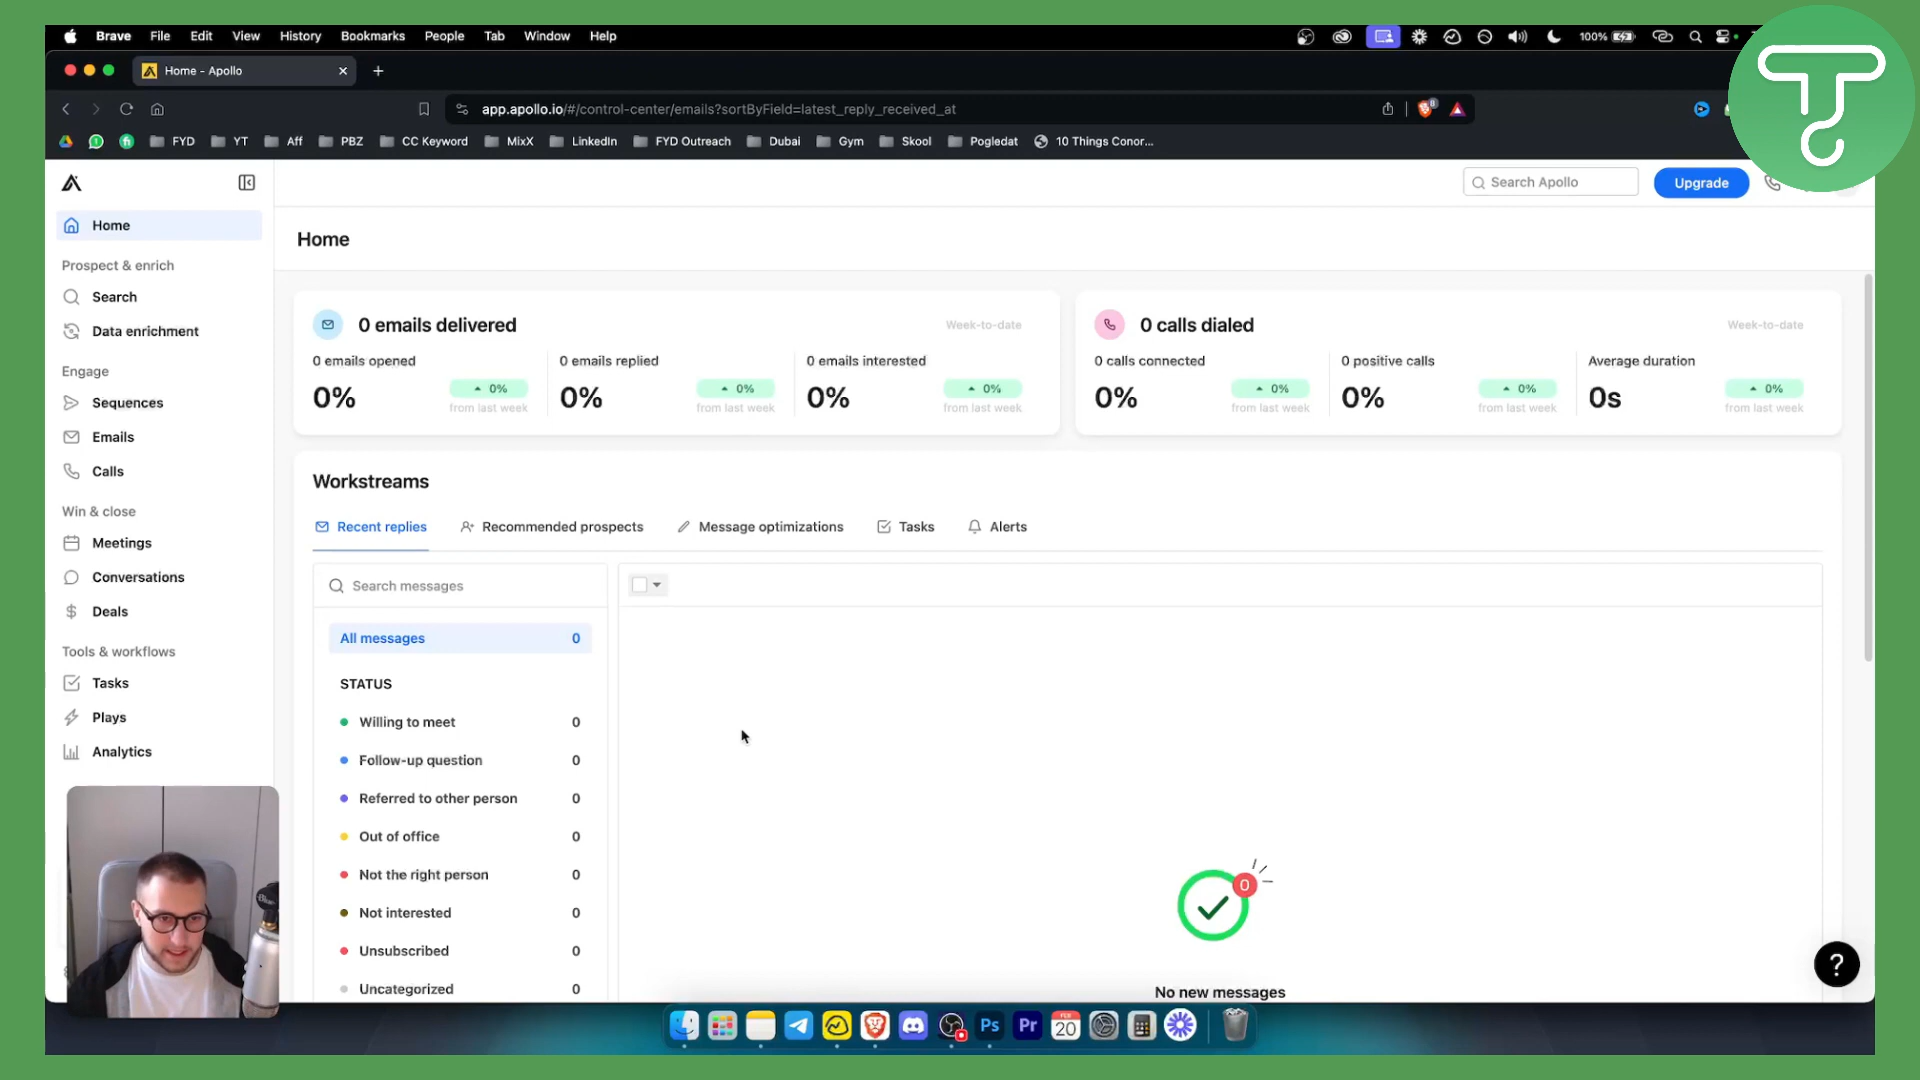 Brave File Edit View History Bookmarks People Tab Window Help 100%
Home - Apollo
app.apollo.io/#/control-center/emails?sortByField=latest_reply_received_at 8
FYD YT Aff PBZ CC Keyword MixX LinkedIn FYD Outreach Dubai Gym Skool Pogledat 10 Things Conor...
Search Apollo Upgrade
Home
Prospect & enrich
Search
Data enrichment
Engage
Sequences
Emails
Calls
Win & close
Meetings
Conversations
Deals
Tools & workflows
Tasks
Plays
Analytics
Home
0 emails delivered Week-to-date
0 emails opened 0 emails replied 0 emails interested
0% 0% 0% 0% 0% 0%
from last week from last week from last week
0 calls dialed Week-to-date
0 calls connected 0 positive calls Average duration
0% 0% 0% 0% 0s 0%
from last week from last week from last week
Workstreams
Recent replies Recommended prospects Message optimizations Tasks Alerts
Search messages
All messages 0
STATUS
Willing to meet 0
Follow-up question 0
Referred to other person 0
Out of office 0
Not the right person 0
Not interested 0
Unsubscribed 0
Uncategorized 0
0
No new messages
?
Ps Pr FEB 20